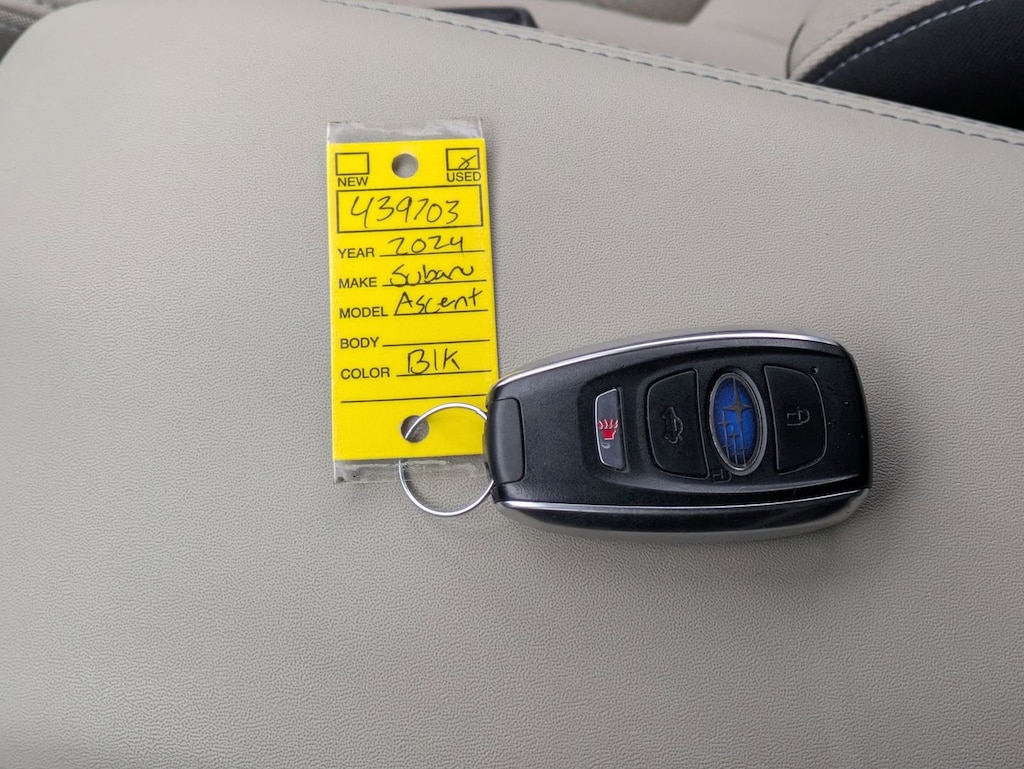 NEW USED
439703
YEAR 2024
MAKE Subaru
MODEL Ascent
BODY
COLOR Blk